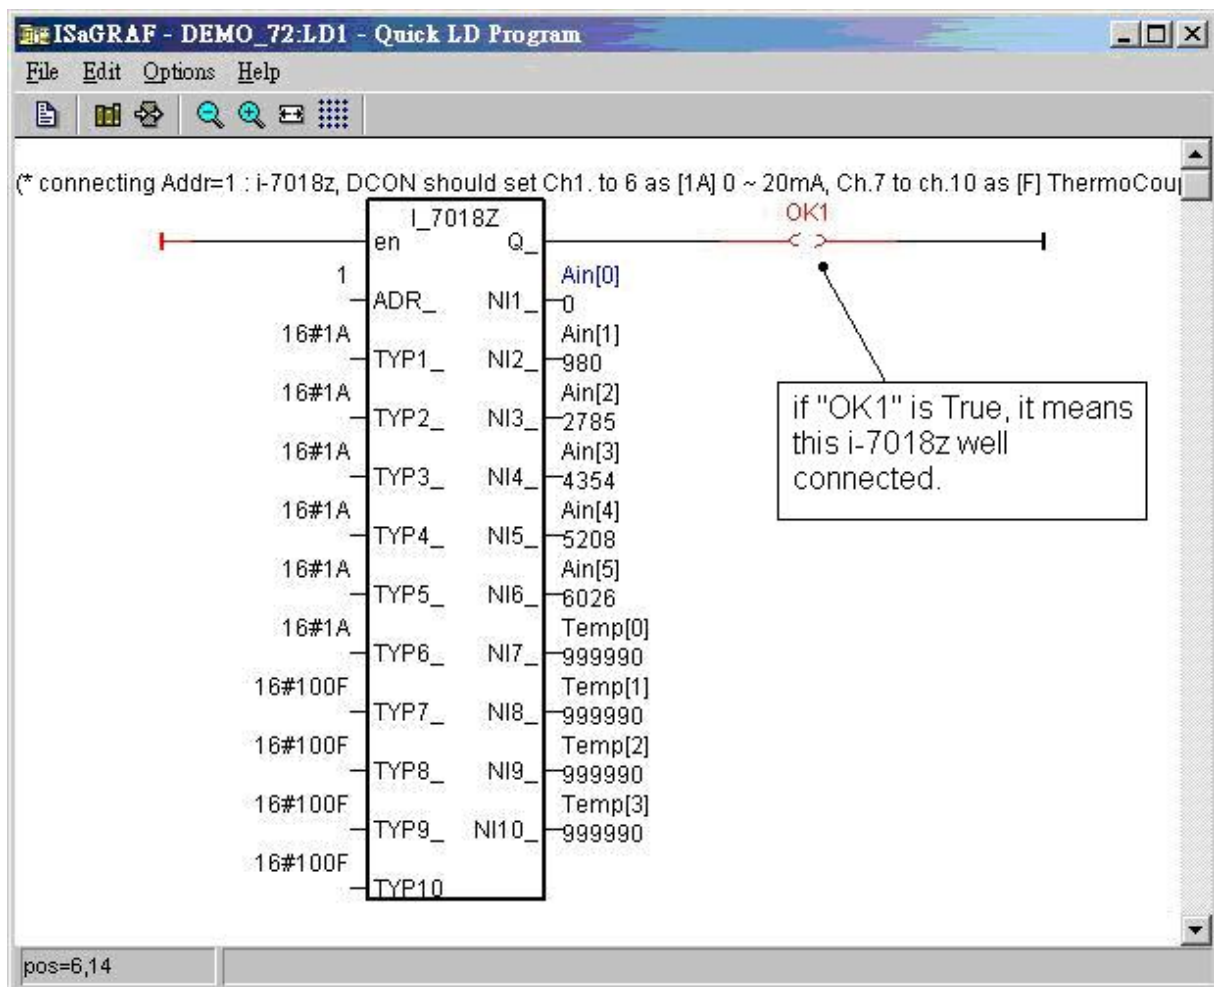 ISaGRAF - DEMO_72:LD1 - Quick LD Program
File Edit Options Help
(* connecting Addr=1 : i-7018z, DCON should set Ch1. to 6 as [1A] 0 ~ 20mA, Ch.7 to ch.10 as [F] ThermoCoup
I_7018Z
OK1
en Q_
1 Ain[0]
ADR_ NI1_ 0
16#1A Ain[1]
TYP1_ NI2_ 980
16#1A Ain[2]
TYP2_ NI3_ 2785
16#1A Ain[3]
TYP3_ NI4_ 4354
16#1A Ain[4]
TYP4_ NI5_ 5208
16#1A Ain[5]
TYP5_ NI6_ 6026
16#1A Temp[0]
TYP6_ NI7_ 999990
16#100F Temp[1]
TYP7_ NI8_ 999990
16#100F Temp[2]
TYP8_ NI9_ 999990
16#100F Temp[3]
TYP9_ NI10_ 999990
16#100F
TYP10
if "OK1" is True, it means
this i-7018z well
connected.
pos=6,14